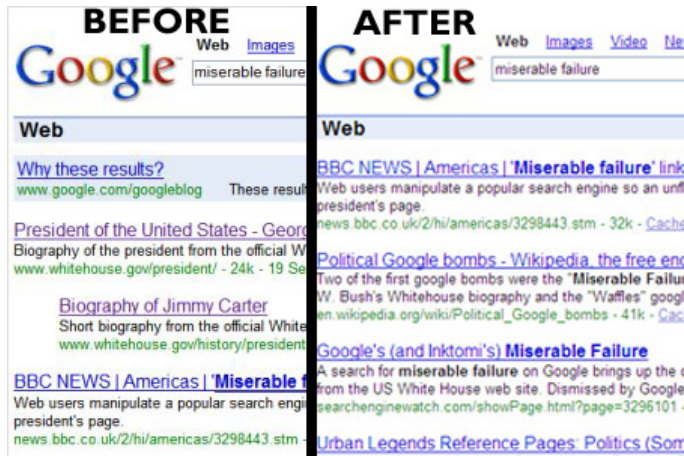 BEFORE
Google™
Web Images
miserable failure
Web
Why these results?
www.google.com/googleblog These resul
President of the United States - Georg
Biography of the president from the official W
www.whitehouse.gov/president/ - 24k - 19 Se
Biography of Jimmy Carter
Short biography from the official White
www.whitehouse.gov/history/president
BBC NEWS | Americas | 'Miserable f
Web users manipulate a popular search engi
president's page.
news.bbc.co.uk/2/hi/americas/3298443.stm -
AFTER
Google™
Web Images Video Ne
miserable failure
Web
BBC NEWS | Americas | 'Miserable failure' link
Web users manipulate a popular search engine so an unfl
president's page.
news.bbc.co.uk/2/hi/americas/3298443.stm - 32k - Cache
Political Google bombs - Wikipedia, the free enc
Two of the first google bombs were the "Miserable Failur
W. Bush's Whitehouse biography and the "Waffles" googl
en.wikipedia.org/wiki/Political_Google_bombs - 41k - Cac
Google's (and Inktomi's) Miserable Failure
A search for miserable failure on Google brings up the o
from the US White House web site. Dismissed by Google
searchenginewatch.com/showPage.html?page=3296101 -
Urban Legends Reference Pages: Politics (Som